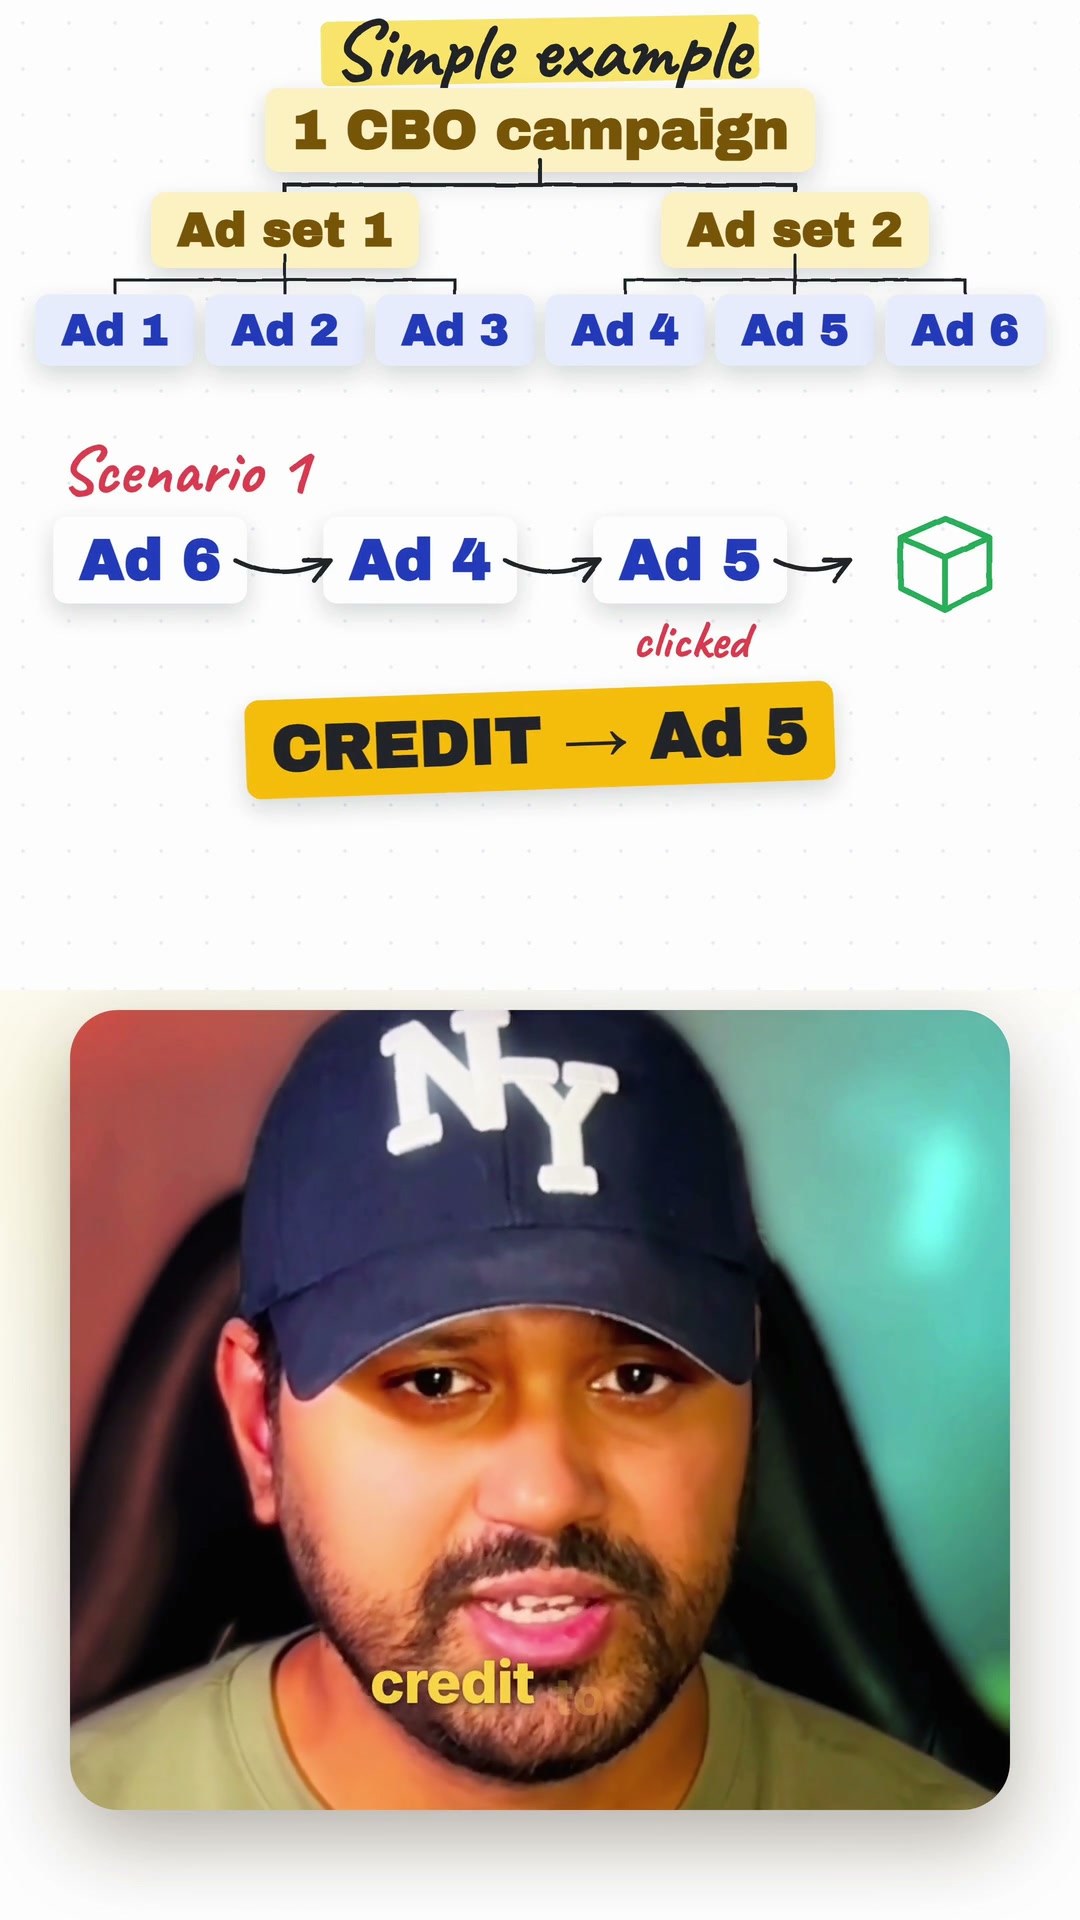 Simple example
1 CBO campaign
Ad set 1 Ad set 2
Ad 1 Ad 2 Ad 3 Ad 4 Ad 5 Ad 6
Scenario 1
Ad 6 Ad 4 Ad 5
clicked
CREDIT → Ad 5
NY
credit to